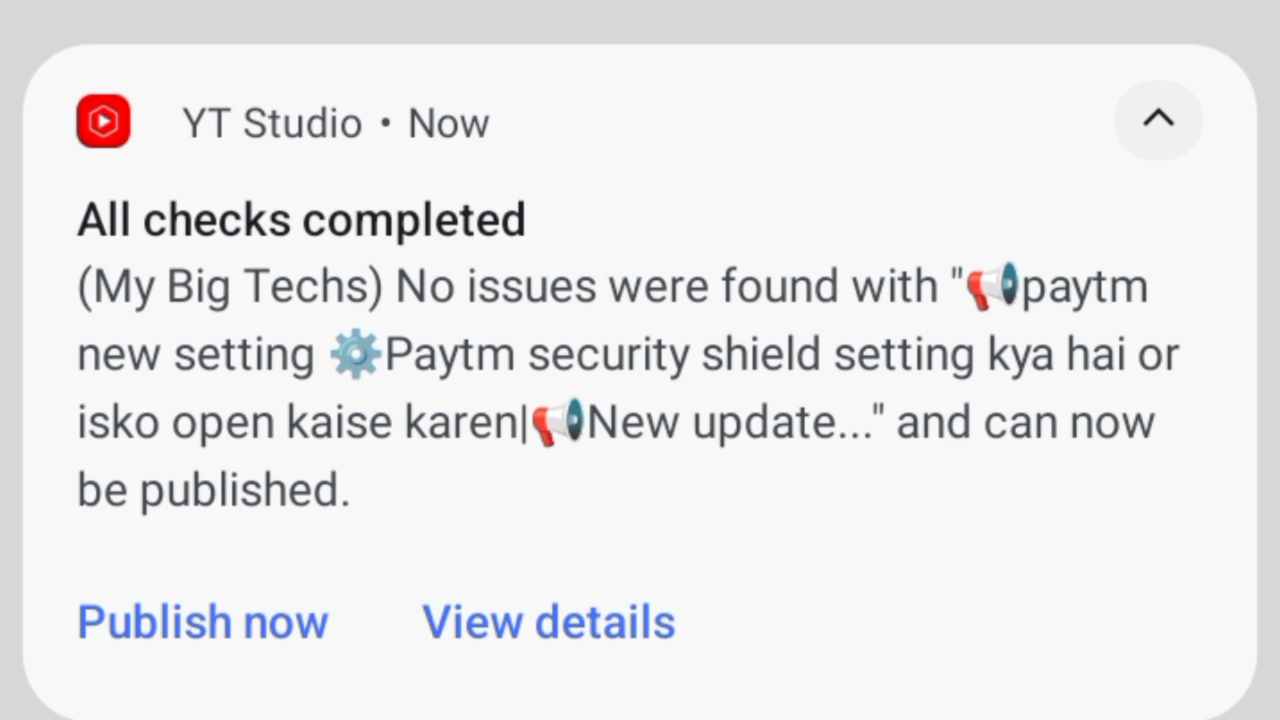 YT Studio • Now
All checks completed
(My Big Techs) No issues were found with "📢paytm
new setting ⚙️Paytm security shield setting kya hai or
isko open kaise karen|📢New update..." and can now
be published.
Publish now View details